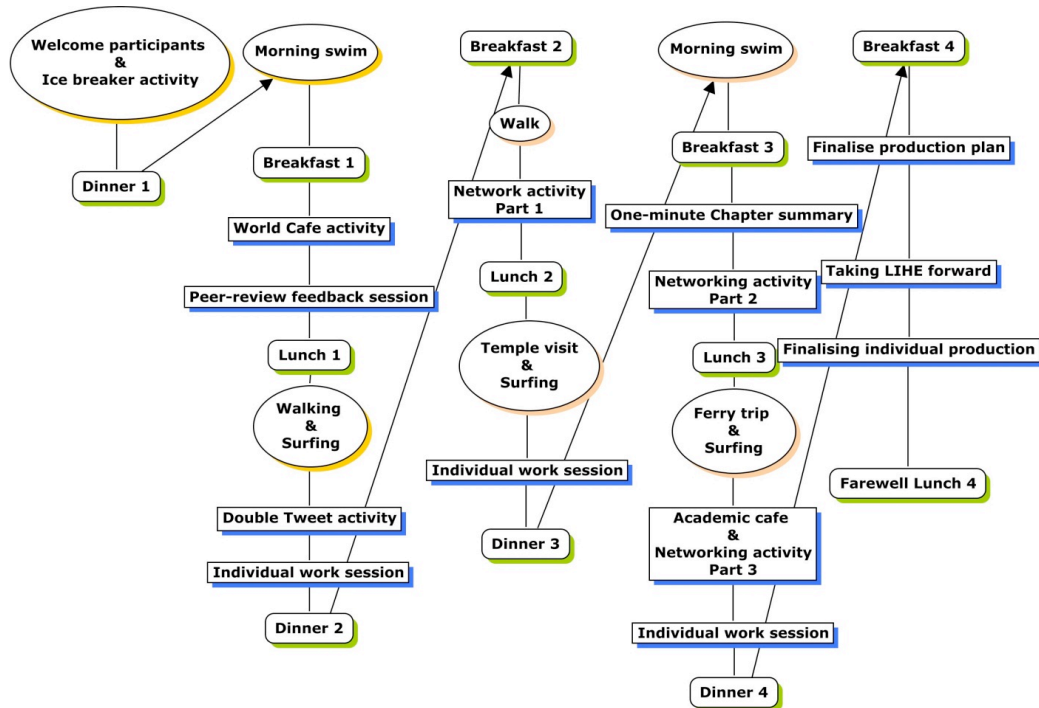 Welcome participants
&
Ice breaker activity
Dinner 1
Morning swim
Breakfast 1
World Cafe activity
Peer-review feedback session
Lunch 1
Walking
&
Surfing
Double Tweet activity
Individual work session
Dinner 2
Breakfast 2
Walk
Network activity
Part 1
Lunch 2
Temple visit
&
Surfing
Individual work session
Dinner 3
Morning swim
Breakfast 3
One-minute Chapter summary
Networking activity
Part 2
Lunch 3
Ferry trip
&
Surfing
Academic cafe
&
Networking activity
Part 3
Individual work session
Dinner 4
Breakfast 4
Finalise production plan
Taking LIHE forward
Finalising individual production
Farewell Lunch 4